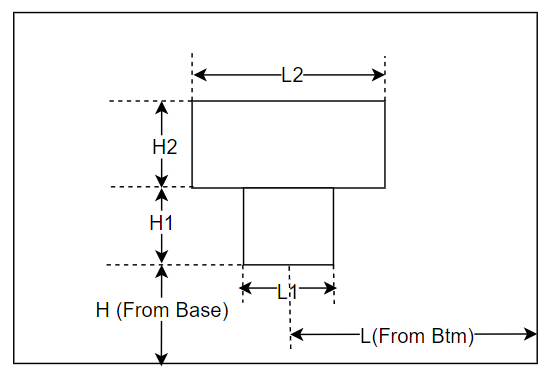 L2
H2
H1
L1
H (From Base)
L(From Btm)